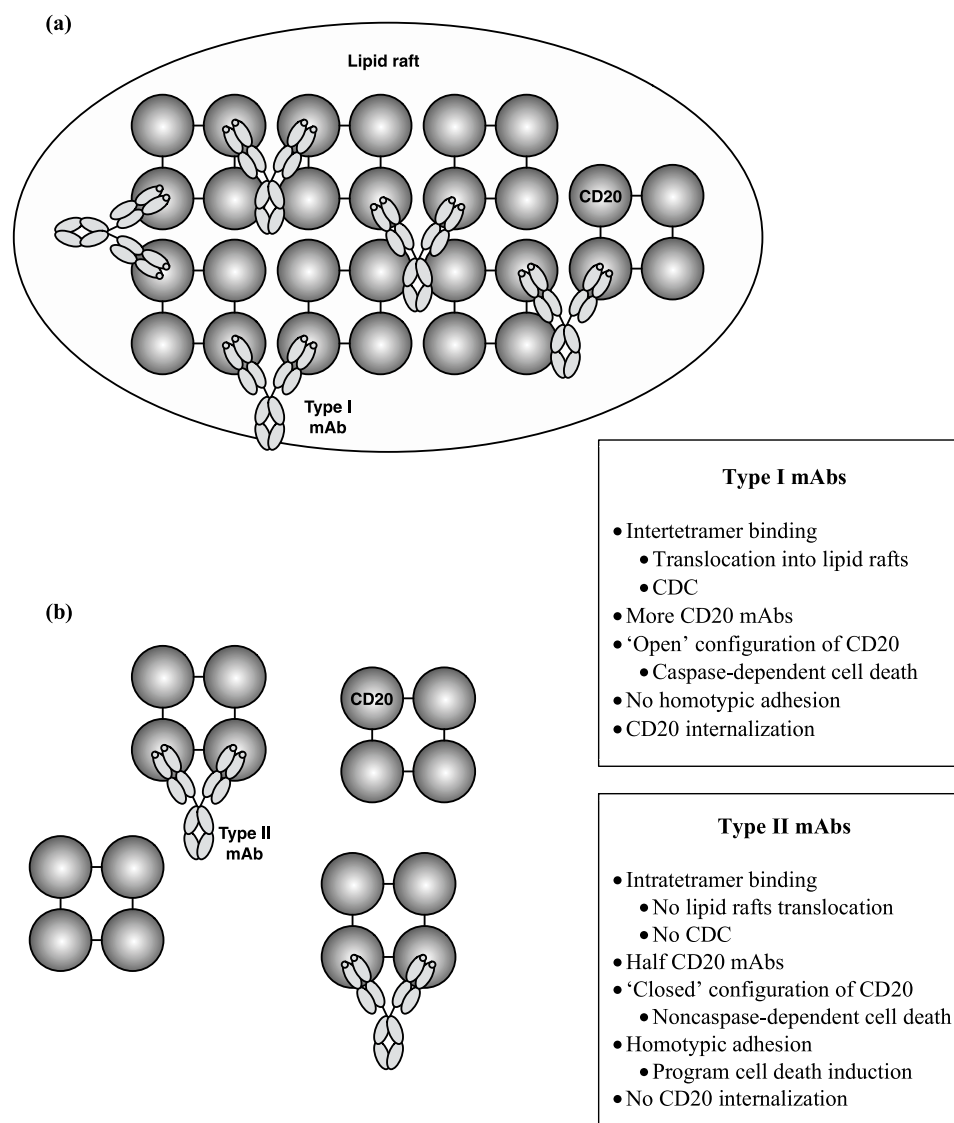 (a)
Lipid raft
CD20
Type I
mAb
Type I mAbs
• Intertetramer binding
• Translocation into lipid rafts
• CDC
• More CD20 mAbs
• ‘Open’ configuration of CD20
• Caspase-dependent cell death
• No homotypic adhesion
• CD20 internalization
(b)
CD20
Type II
mAb
Type II mAbs
• Intratetramer binding
• No lipid rafts translocation
• No CDC
• Half CD20 mAbs
• ‘Closed’ configuration of CD20
• Noncaspase-dependent cell death
• Homotypic adhesion
• Program cell death induction
• No CD20 internalization